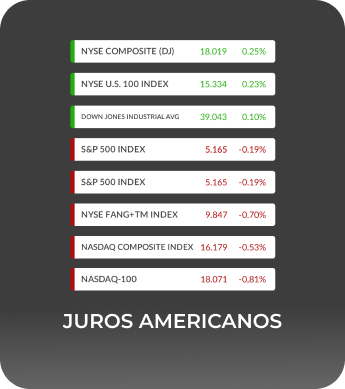 NYSE COMPOSITE (DJ) 18.019 0.25%
NYSE U.S. 100 INDEX 15.334 0.23%
DOWN JONES INDUSTRIAL AVG 39.043 0.10%
S&P 500 INDEX 5.165 -0.19%
S&P 500 INDEX 5.165 -0.19%
NYSE FANG+TM INDEX 9.847 -0.70%
NASDAQ COMPOSITE INDEX 16.179 -0.53%
NASDAQ-100 18.071 -0.81%
JUROS AMERICANOS